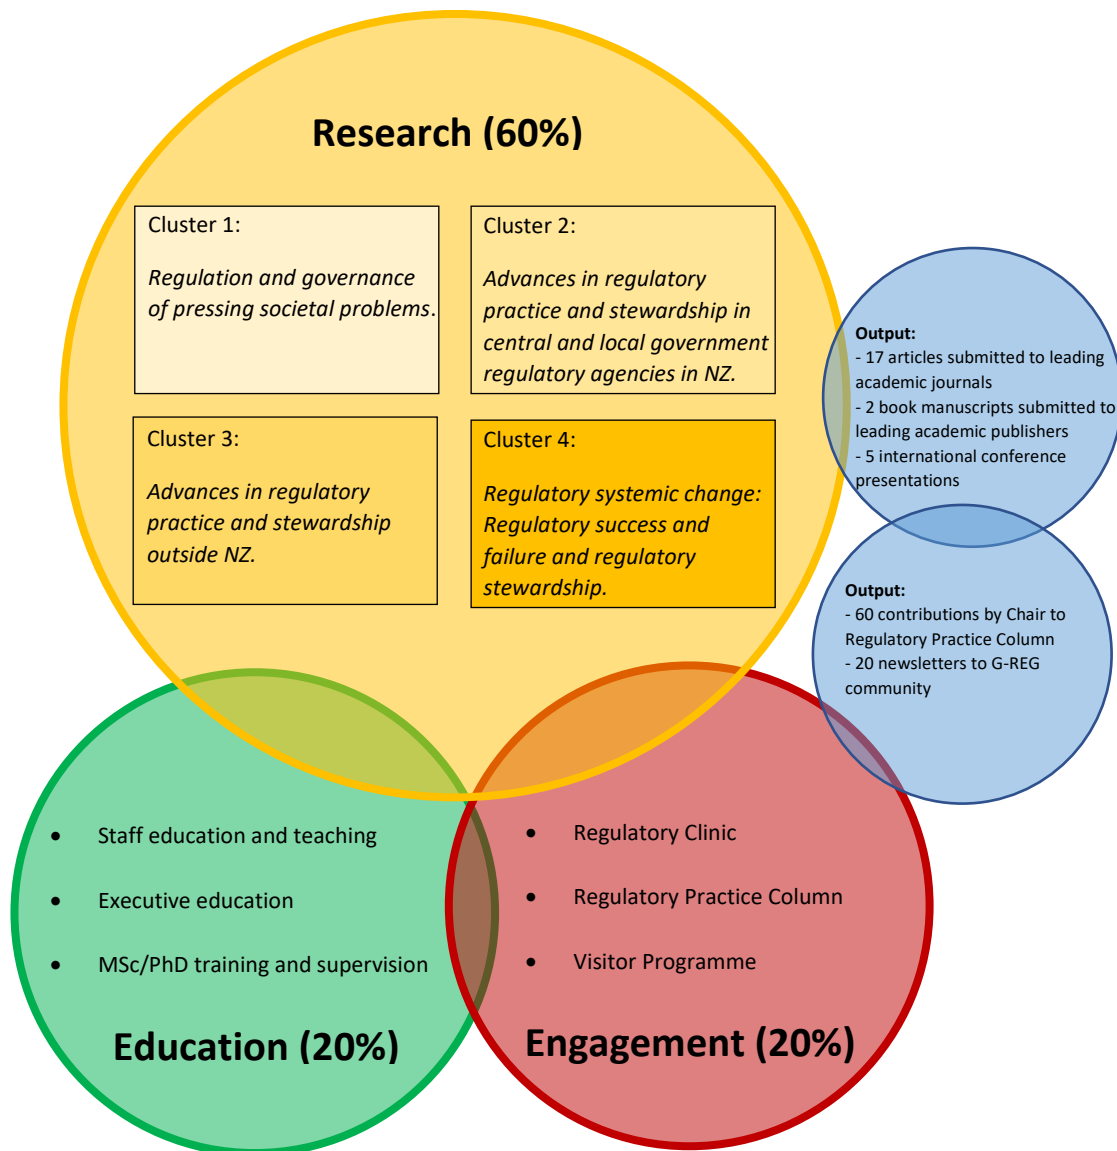 Research (60%)
Cluster 1:
Regulation and governance
of pressing societal problems.
Cluster 2:
Advances in regulatory
practice and stewardship in
central and local government
regulatory agencies in NZ.
Cluster 3:
Advances in regulatory
practice and stewardship
outside NZ.
Cluster 4:
Regulatory systemic change:
Regulatory success and
failure and regulatory
stewardship.
Output:
- 17 articles submitted to leading
academic journals
- 2 book manuscripts submitted to
leading academic publishers
- 5 international conference
presentations
Output:
- 60 contributions by Chair to
Regulatory Practice Column
- 20 newsletters to G-REG
community
• Staff education and teaching
• Executive education
• MSc/PhD training and supervision
Education (20%)
• Regulatory Clinic
• Regulatory Practice Column
• Visitor Programme
Engagement (20%)